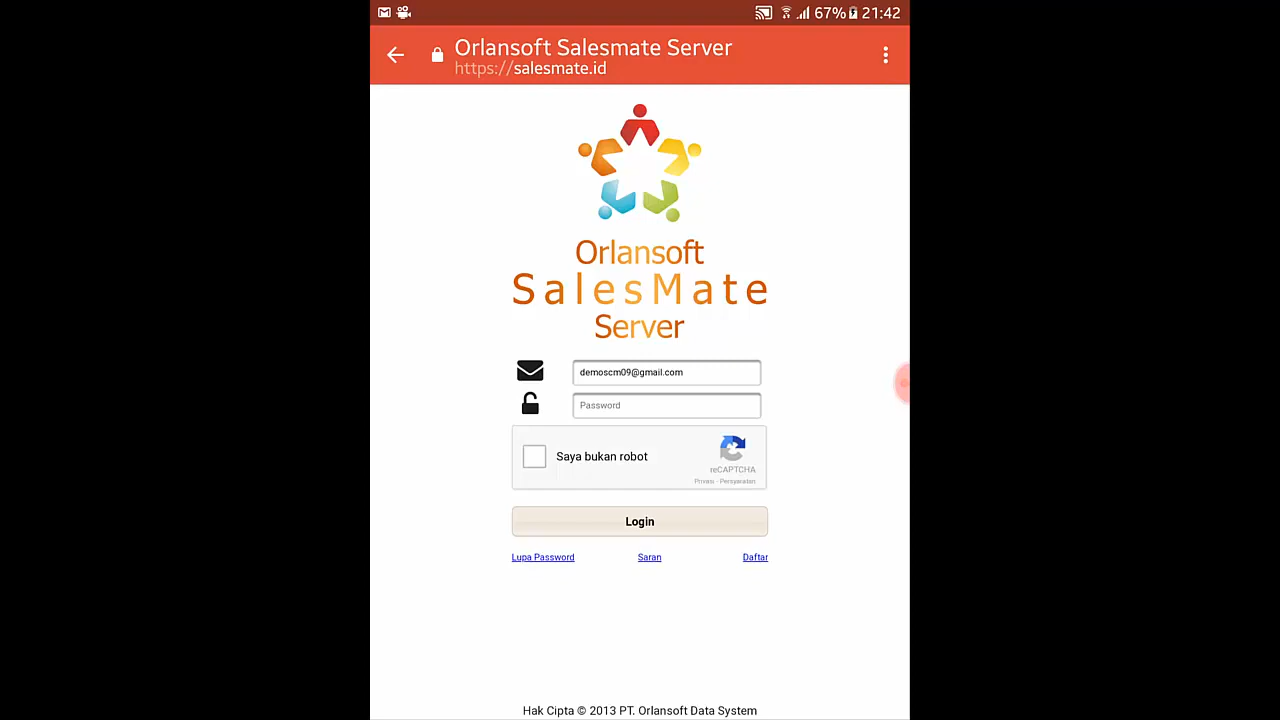 67% 21:42
Orlansoft Salesmate Server
https://salesmate.id
Orlansoft
SalesMate
Server
demoscm09@gmail.com
Password
Saya bukan robot
reCAPTCHA
Privasi - Persyaratan
Login
Lupa Password Saran Daftar
Hak Cipta © 2013 PT. Orlansoft Data System